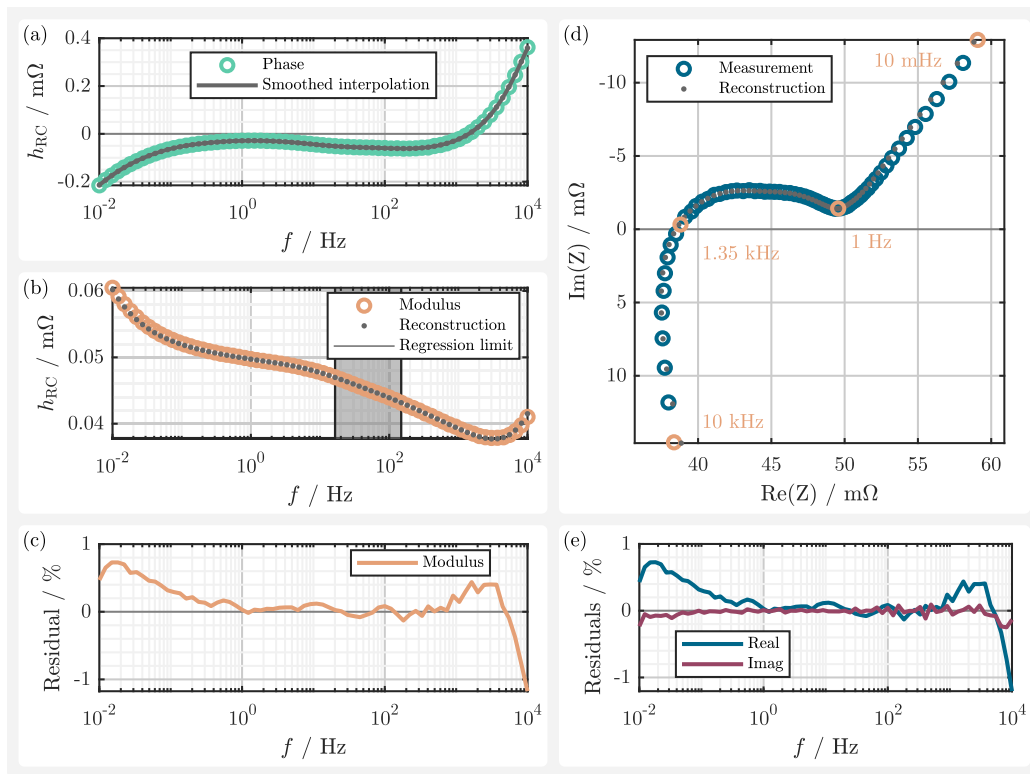 (a)
0.4
0.2
0
-0.2
h_RC / mΩ
Phase
Smoothed interpolation
10^-2
10^0
10^2
10^4
f / Hz
(b)
0.06
0.05
0.04
h_RC / mΩ
Modulus
Reconstruction
Regression limit
10^-2
10^0
10^2
10^4
f / Hz
(c)
1
0
-1
Residual / %
Modulus
10^-2
10^0
10^2
10^4
f / Hz
(d)
-10
-5
0
5
10
Im(Z) / mΩ
Measurement
Reconstruction
10 mHz
1 Hz
1.35 kHz
10 kHz
40
45
50
55
60
Re(Z) / mΩ
(e)
1
0
-1
Residuals / %
Real
Imag
10^-2
10^0
10^2
10^4
f / Hz